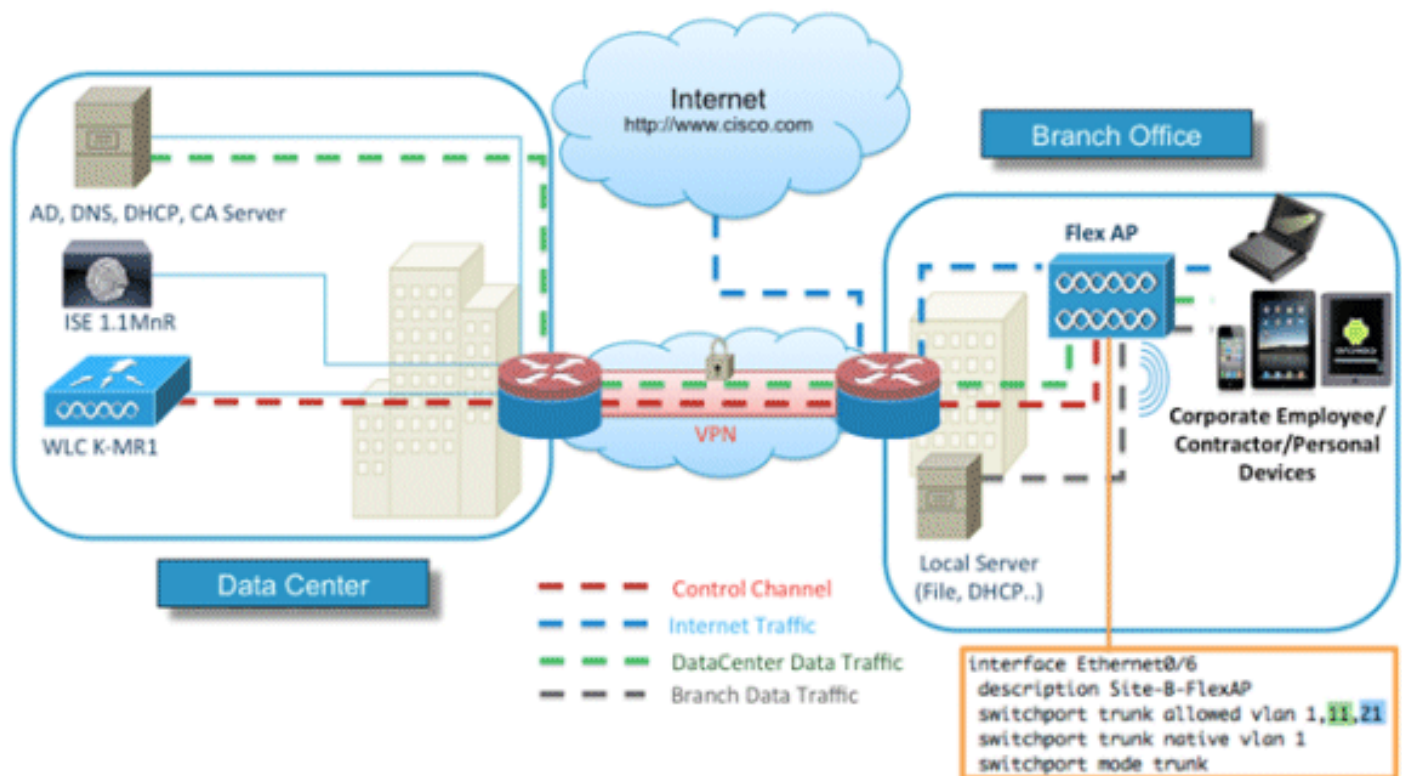 Internet
http://www.cisco.com
Branch Office
AD, DNS, DHCP, CA Server
ISE 1.1MnR
WLC K-MR1
Data Center
VPN
Flex AP
Corporate Employee/
Contractor/Personal
Devices
Local Server
(File, DHCP..)
Control Channel
Internet Traffic
DataCenter Data Traffic
Branch Data Traffic
interface Ethernet0/6
description Site-B-FlexAP
switchport trunk allowed vlan 1,11,21
switchport trunk native vlan 1
switchport mode trunk